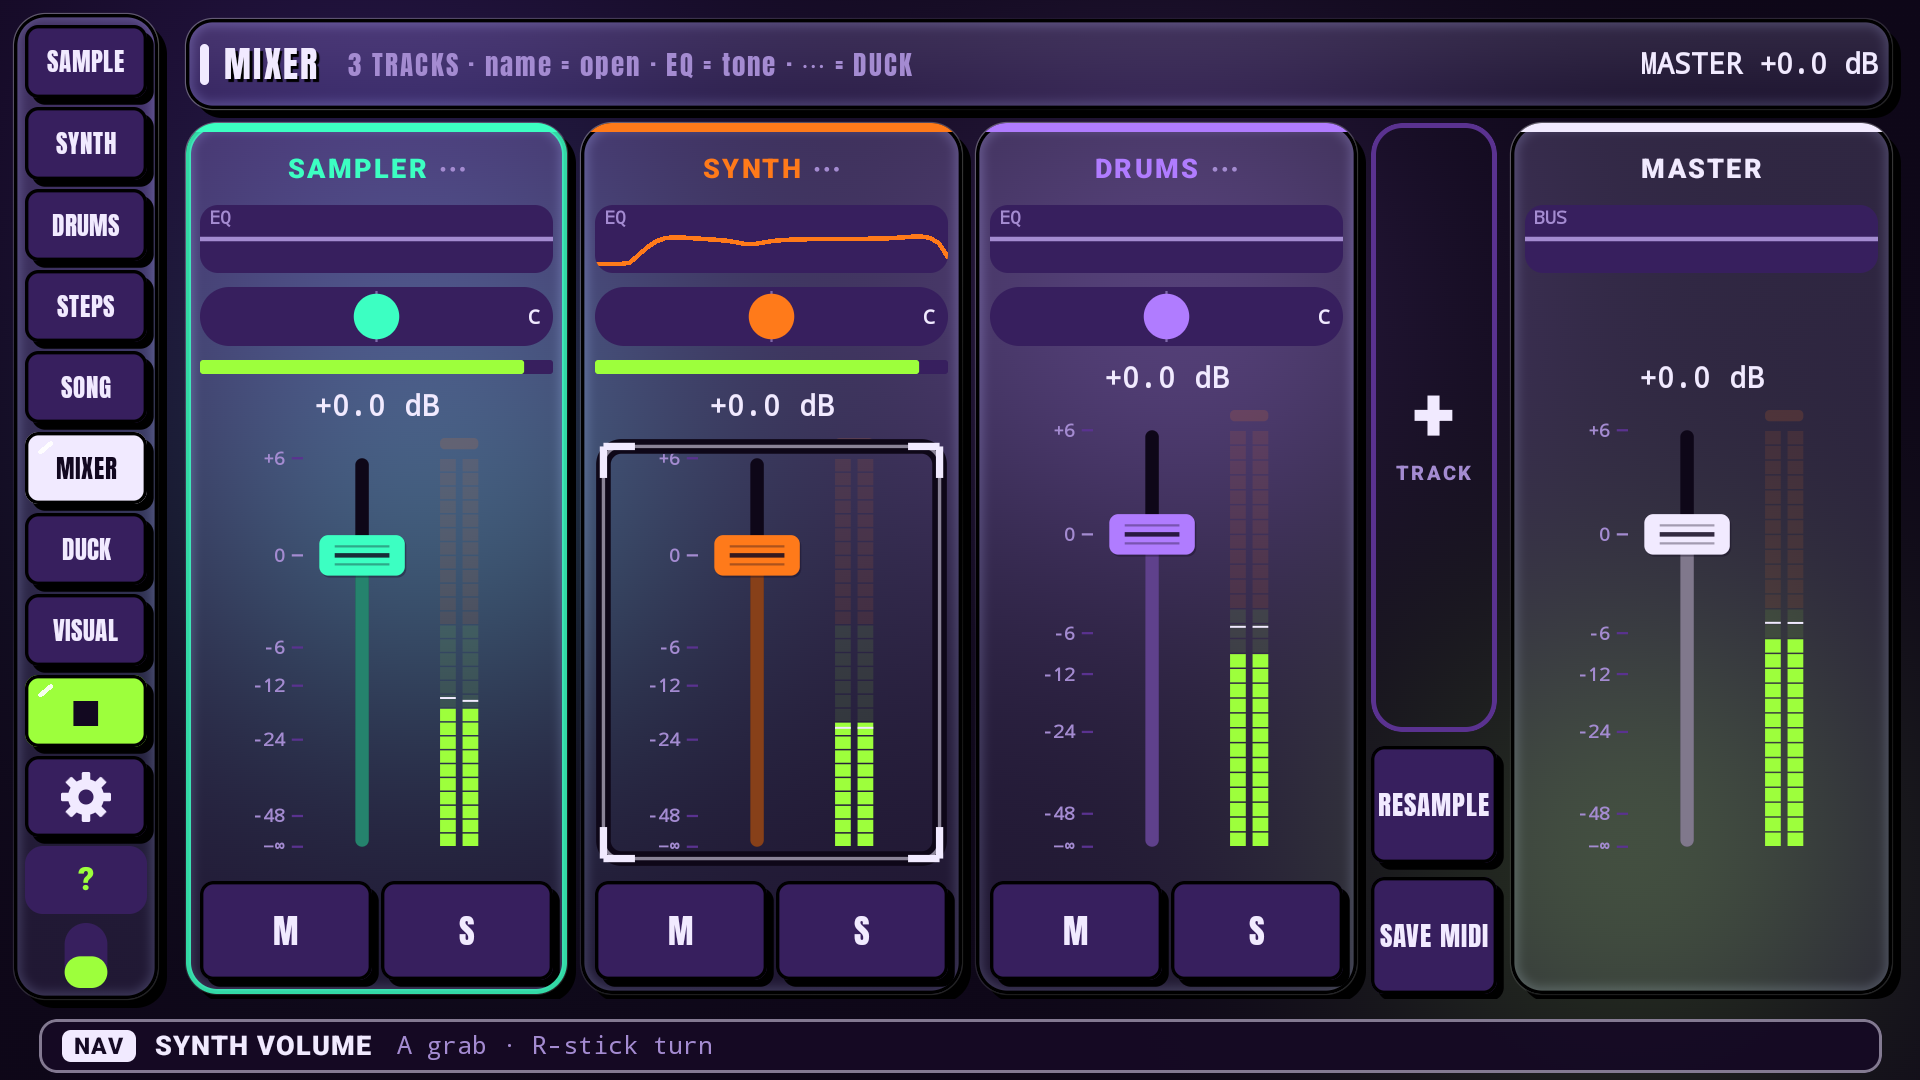 SAMPLE
SYNTH
DRUMS
STEPS
SONG
MIXER
DUCK
VISUAL
?
MIXER 3 TRACKS · name = open · EQ = tone · ··· = DUCK MASTER +0.0 dB
SAMPLER ···
EQ
C
+0.0 dB
+6
0
-6
-12
-24
-48
-∞
M S
SYNTH ···
EQ
C
+0.0 dB
+6
0
-6
-12
-24
-48
-∞
M S
DRUMS ···
EQ
C
+0.0 dB
+6
0
-6
-12
-24
-48
-∞
M S
+
TRACK
RESAMPLE
SAVE MIDI
MASTER
BUS
+0.0 dB
+6
0
-6
-12
-24
-48
-∞
NAV SYNTH VOLUME A grab · R-stick turn